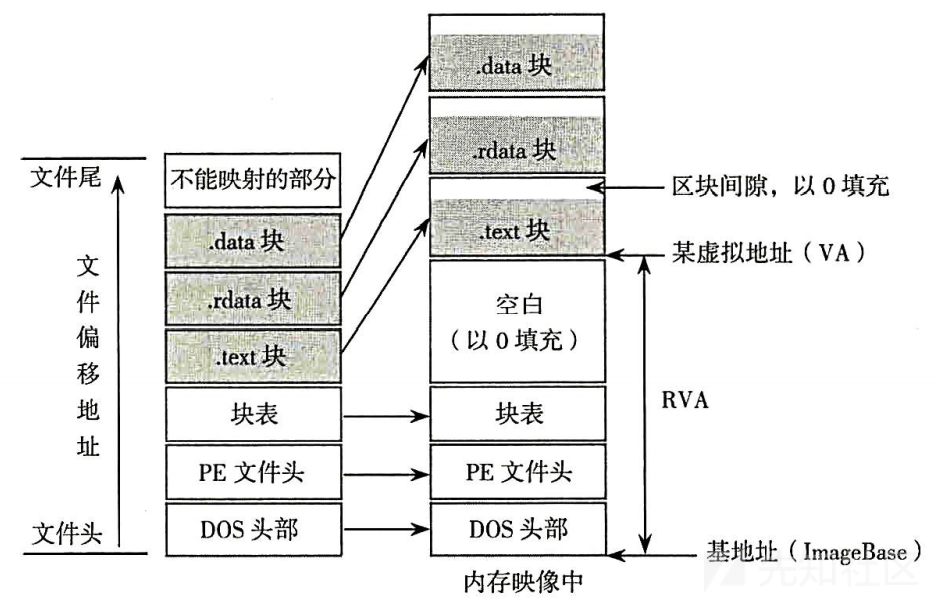 文件尾
文件偏移地址
文件头
不能映射的部分
.data 块
.rdata 块
.text 块
块表
PE 文件头
DOS 头部
.data 块
.rdata 块
.text 块
空白
（以 0 填充）
块表
PE 文件头
DOS 头部
内存映像中
区块间隙，以 0 填充
某虚拟地址（VA）
RVA
基地址（ImageBase）
先知社区